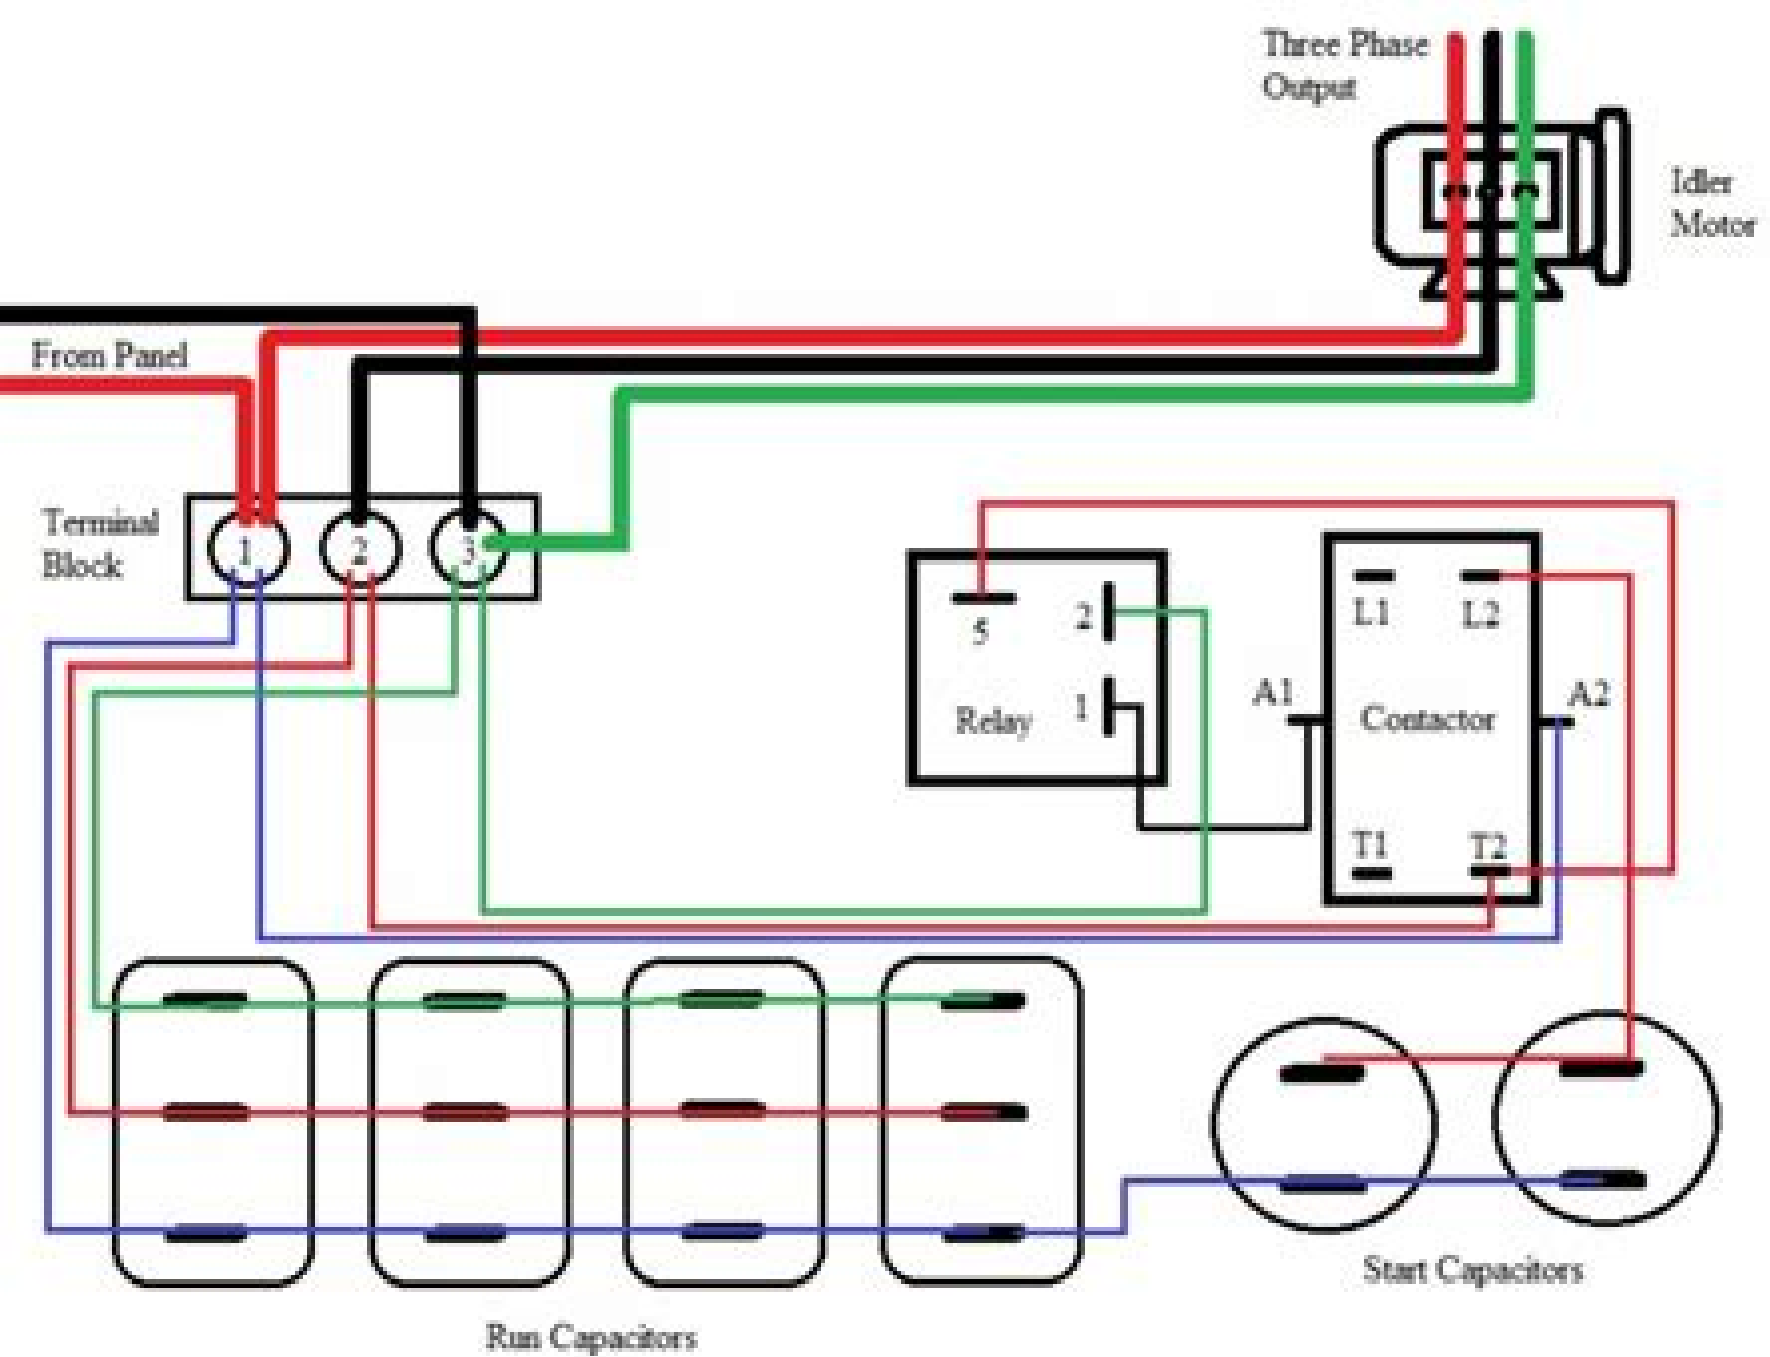 Three Phase
Output
Idler
Motor
From Panel
Terminal
Block
1
2
3
5
2
1
Relay
A1
L1
L2
Contactor
A2
T1
T2
Start Capacitors
Run Capacitors